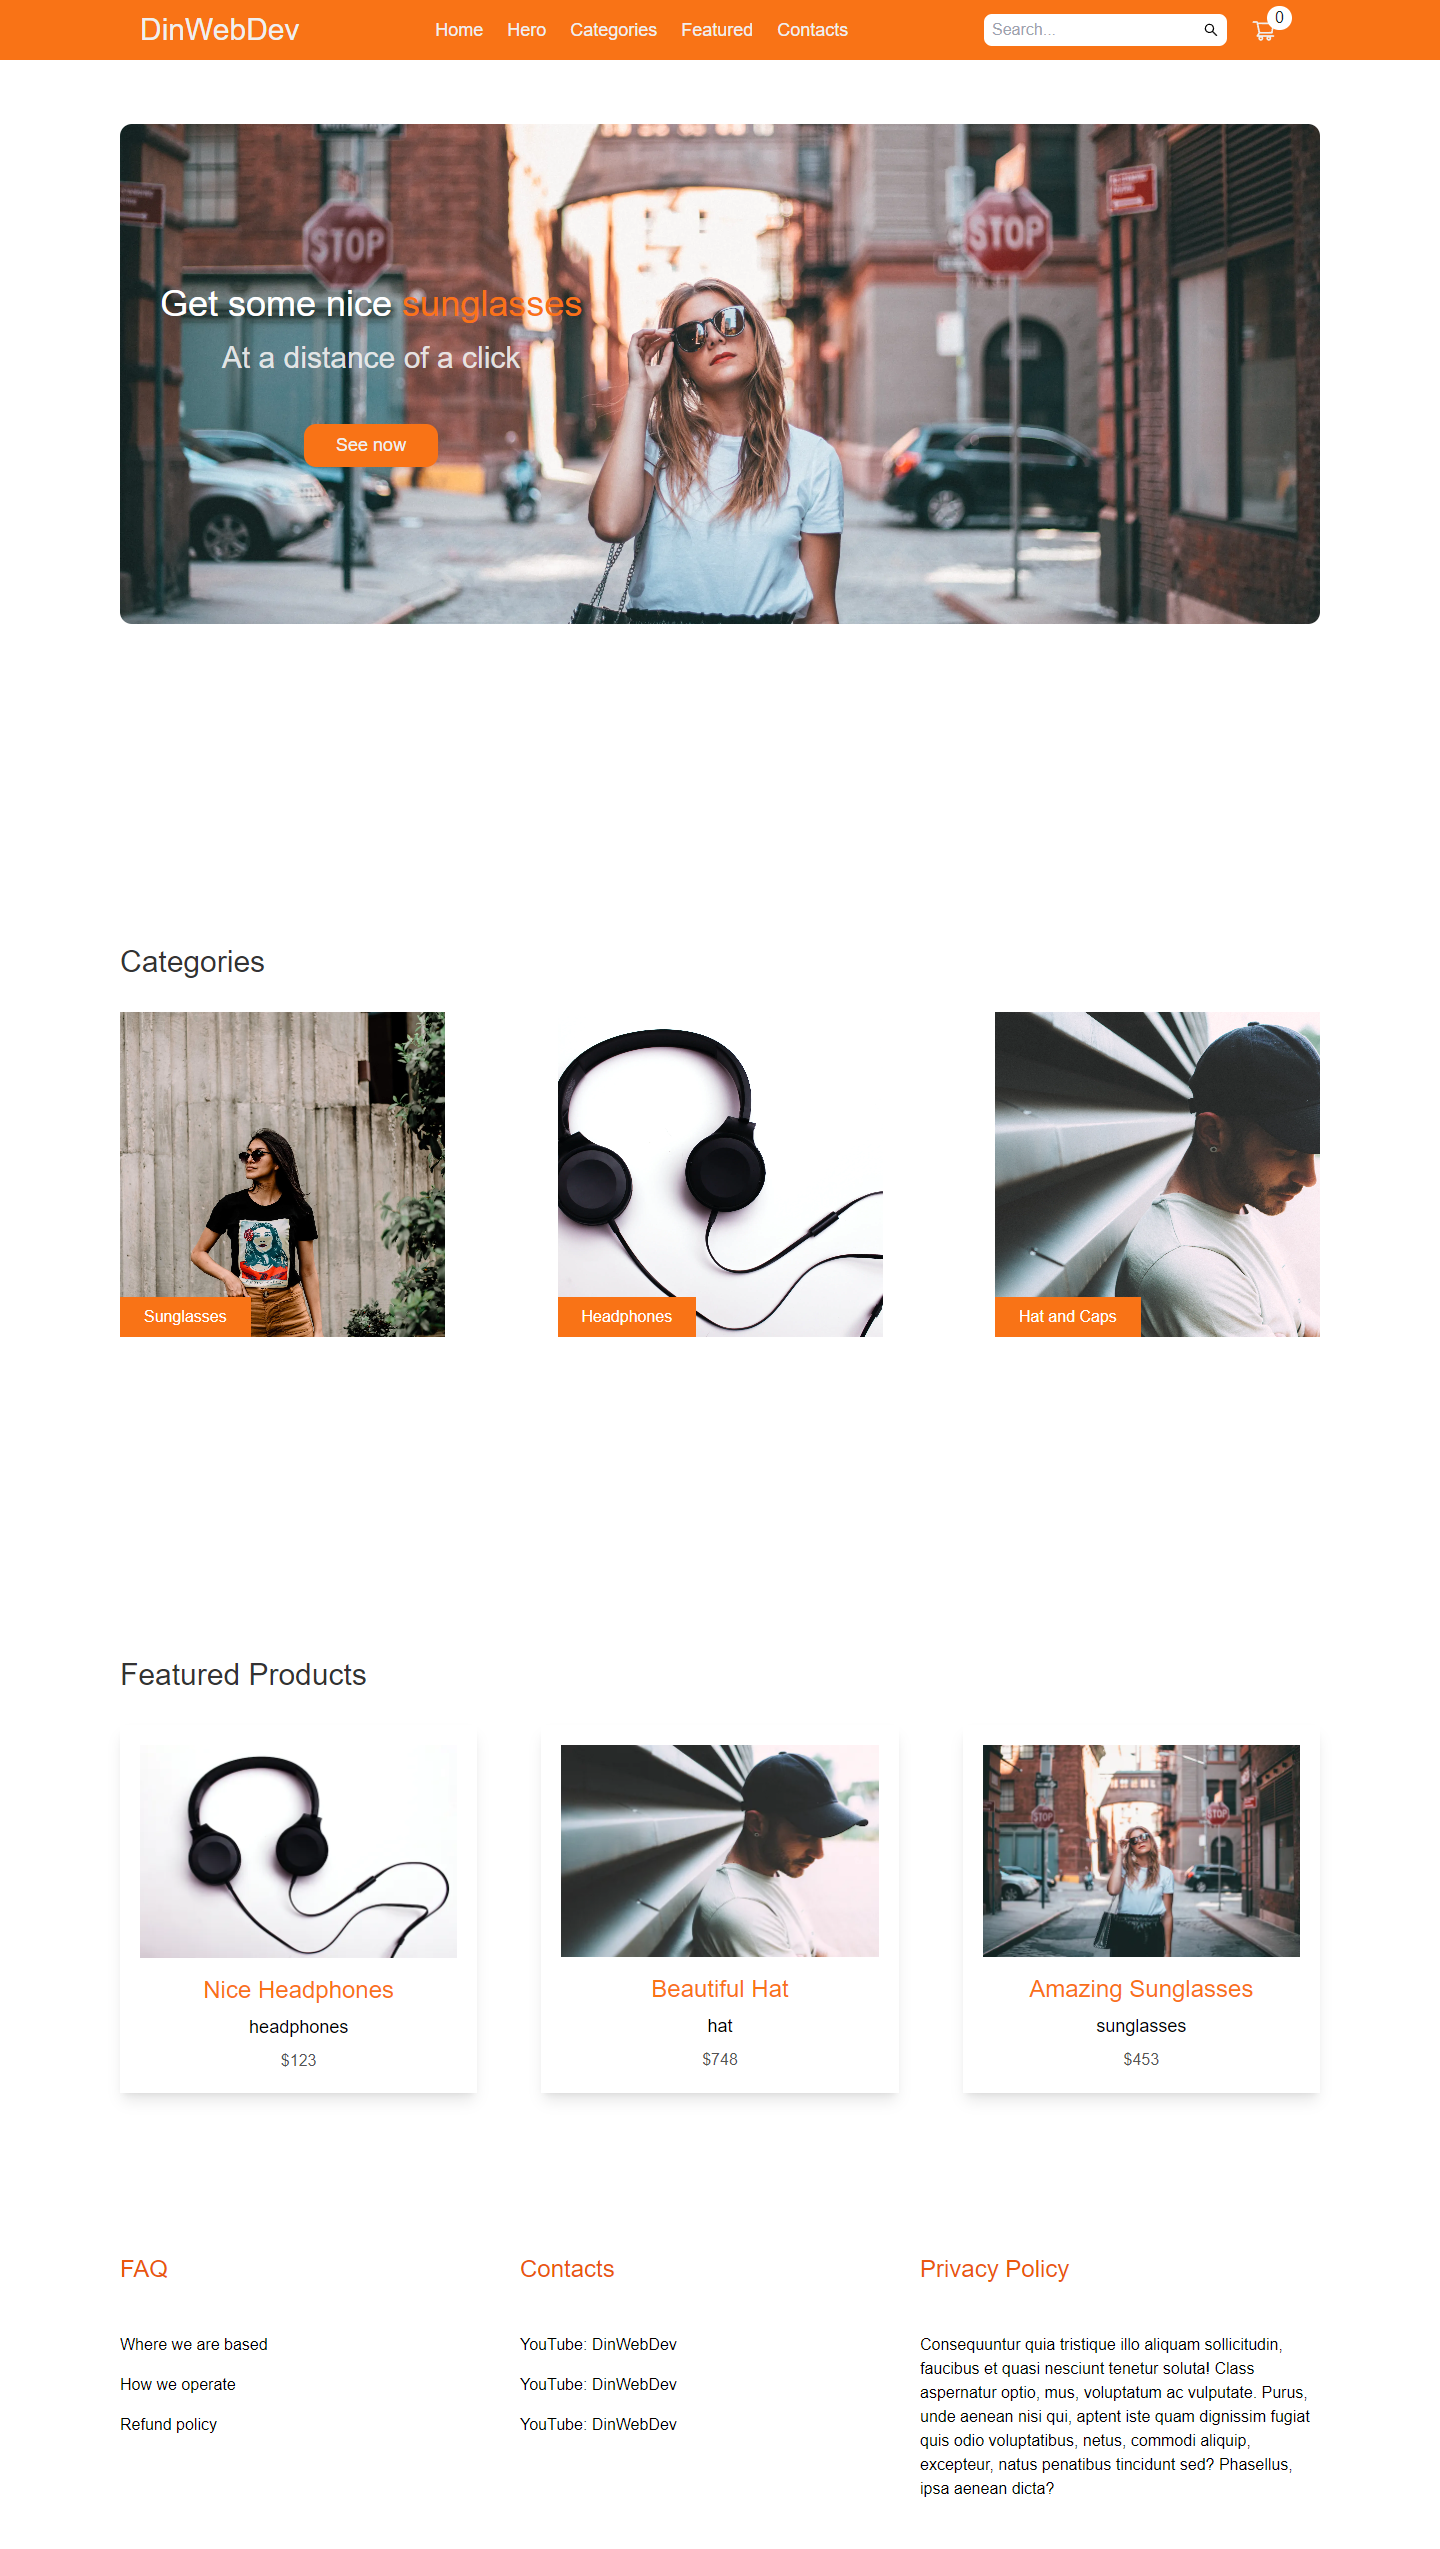 DinWebDev
Home Hero Categories Featured Contacts
Search...
0
STOP
STOP
Get some nice sunglasses
At a distance of a click
See now
Categories
Sunglasses
Headphones
Hat and Caps
Featured Products
STOP
STOP
Nice Headphones
headphones
$123
Beautiful Hat
hat
$748
Amazing Sunglasses
sunglasses
$453
FAQ
Where we are based
How we operate
Refund policy
Contacts
YouTube: DinWebDev
YouTube: DinWebDev
YouTube: DinWebDev
Privacy Policy
Consequuntur quia tristique illo aliquam sollicitudin,
faucibus et quasi nesciunt tenetur soluta! Class
aspernatur optio, mus, voluptatum ac vulputate. Purus,
unde aenean nisi qui, aptent iste quam dignissim fugiat
quis odio voluptatibus, netus, commodi aliquip,
excepteur, natus penatibus tincidunt sed? Phasellus,
ipsa aenean dicta?